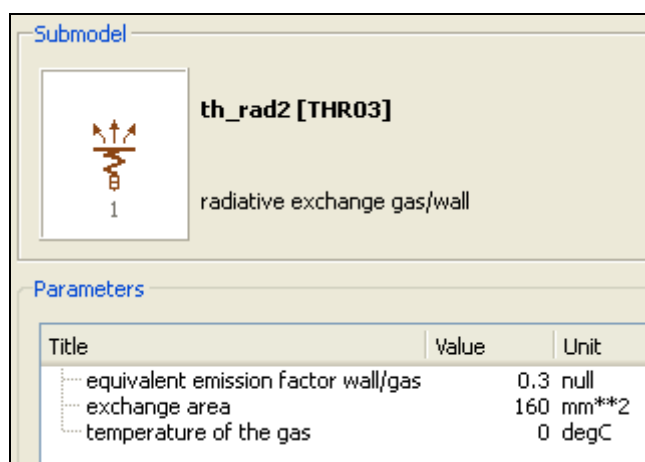 Submodel
th_rad2 [THR03]
1
radiative exchange gas/wall
Parameters
Title Value Unit
equivalent emission factor wall/gas 0.3 null
exchange area 160 mm**2
temperature of the gas 0 degC